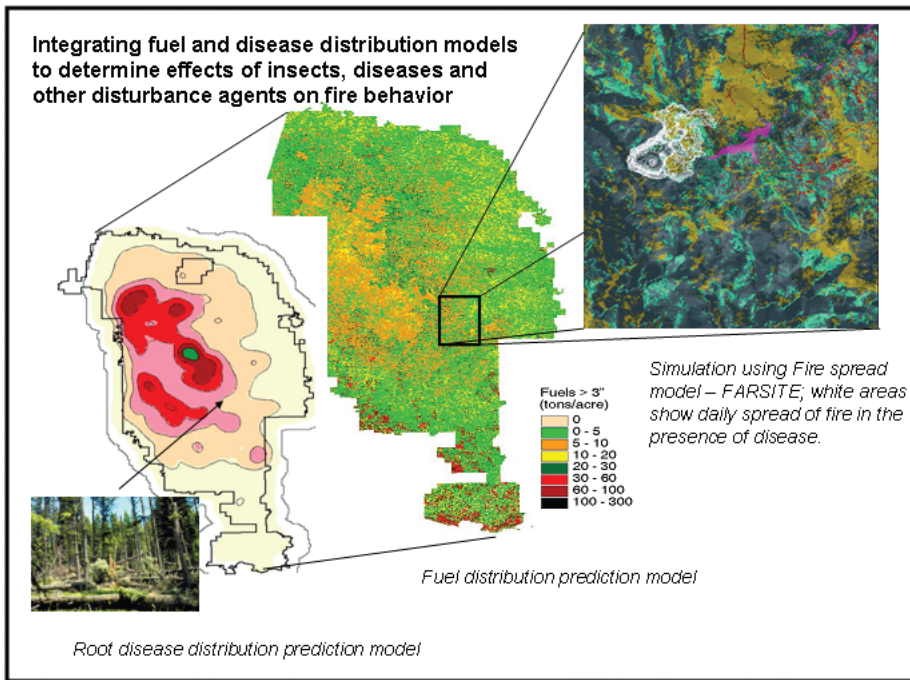 Integrating fuel and disease distribution models
to determine effects of insects, diseases and
other disturbance agents on fire behavior
Simulation using Fire spread
model – FARSITE; white areas
show daily spread of fire in the
presence of disease.
Fuels > 3"
(tons/acre)
0
0 - 5
5 - 10
10 - 20
20 - 30
30 - 60
60 - 100
100 - 300
Fuel distribution prediction model
Root disease distribution prediction model